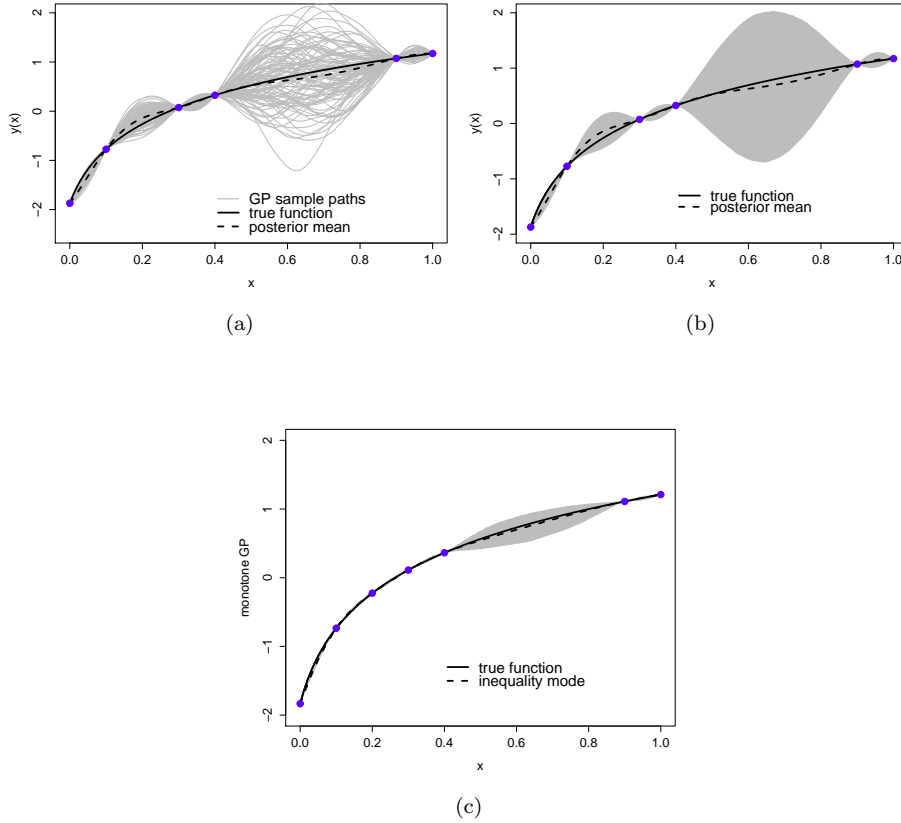 y(x)
2
1
0
−1
−2
GP sample paths
true function
posterior mean
0.0 0.2 0.4 0.6 0.8 1.0
x
(a)
y(x)
2
1
0
−1
−2
true function
posterior mean
0.0 0.2 0.4 0.6 0.8 1.0
x
(b)
monotone GP
2
1
0
−1
−2
true function
inequality mode
0.0 0.2 0.4 0.6 0.8 1.0
x
(c)